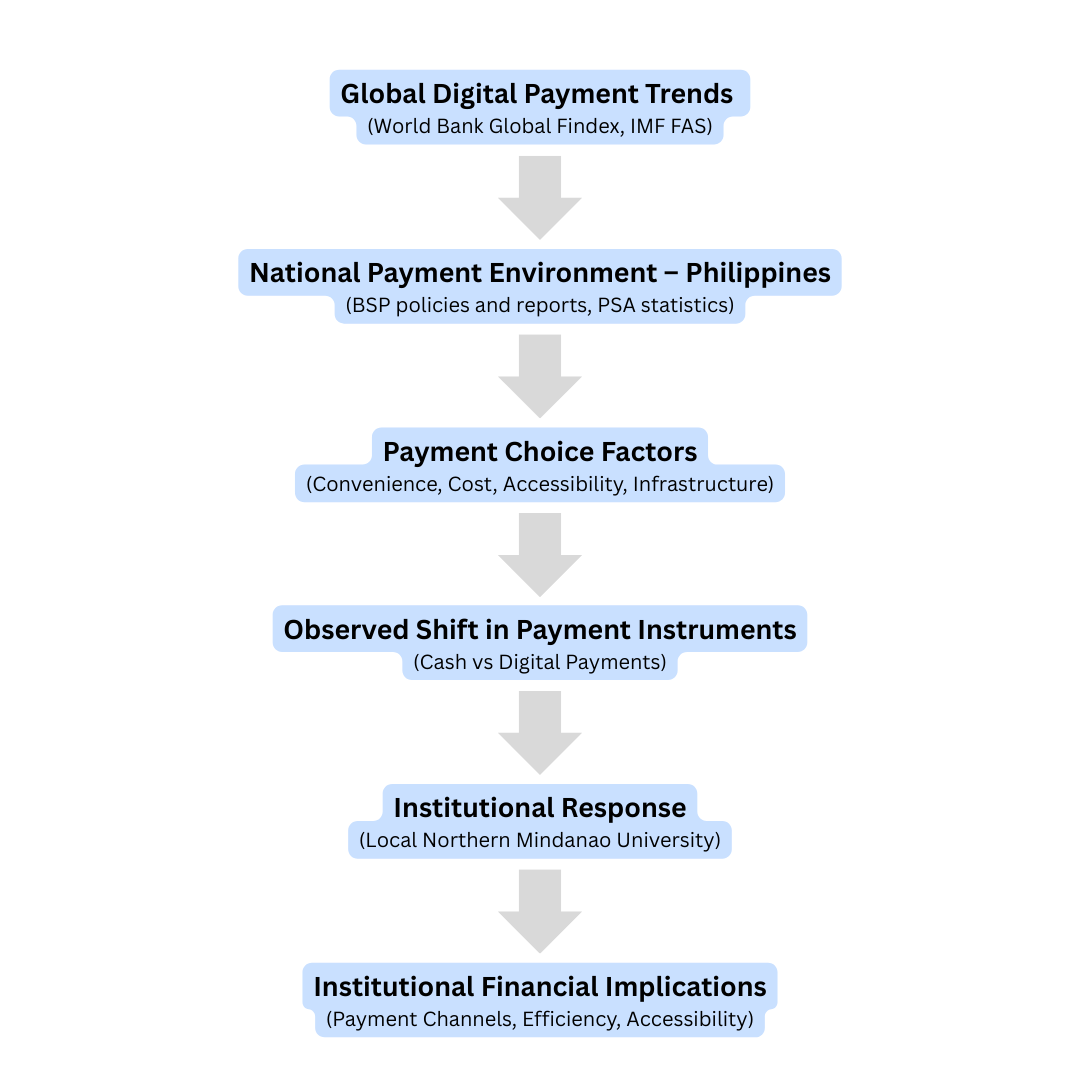 Global Digital Payment Trends
(World Bank Global Findex, IMF FAS)
National Payment Environment – Philippines
(BSP policies and reports, PSA statistics)
Payment Choice Factors
(Convenience, Cost, Accessibility, Infrastructure)
Observed Shift in Payment Instruments
(Cash vs Digital Payments)
Institutional Response
(Local Northern Mindanao University)
Institutional Financial Implications
(Payment Channels, Efficiency, Accessibility)